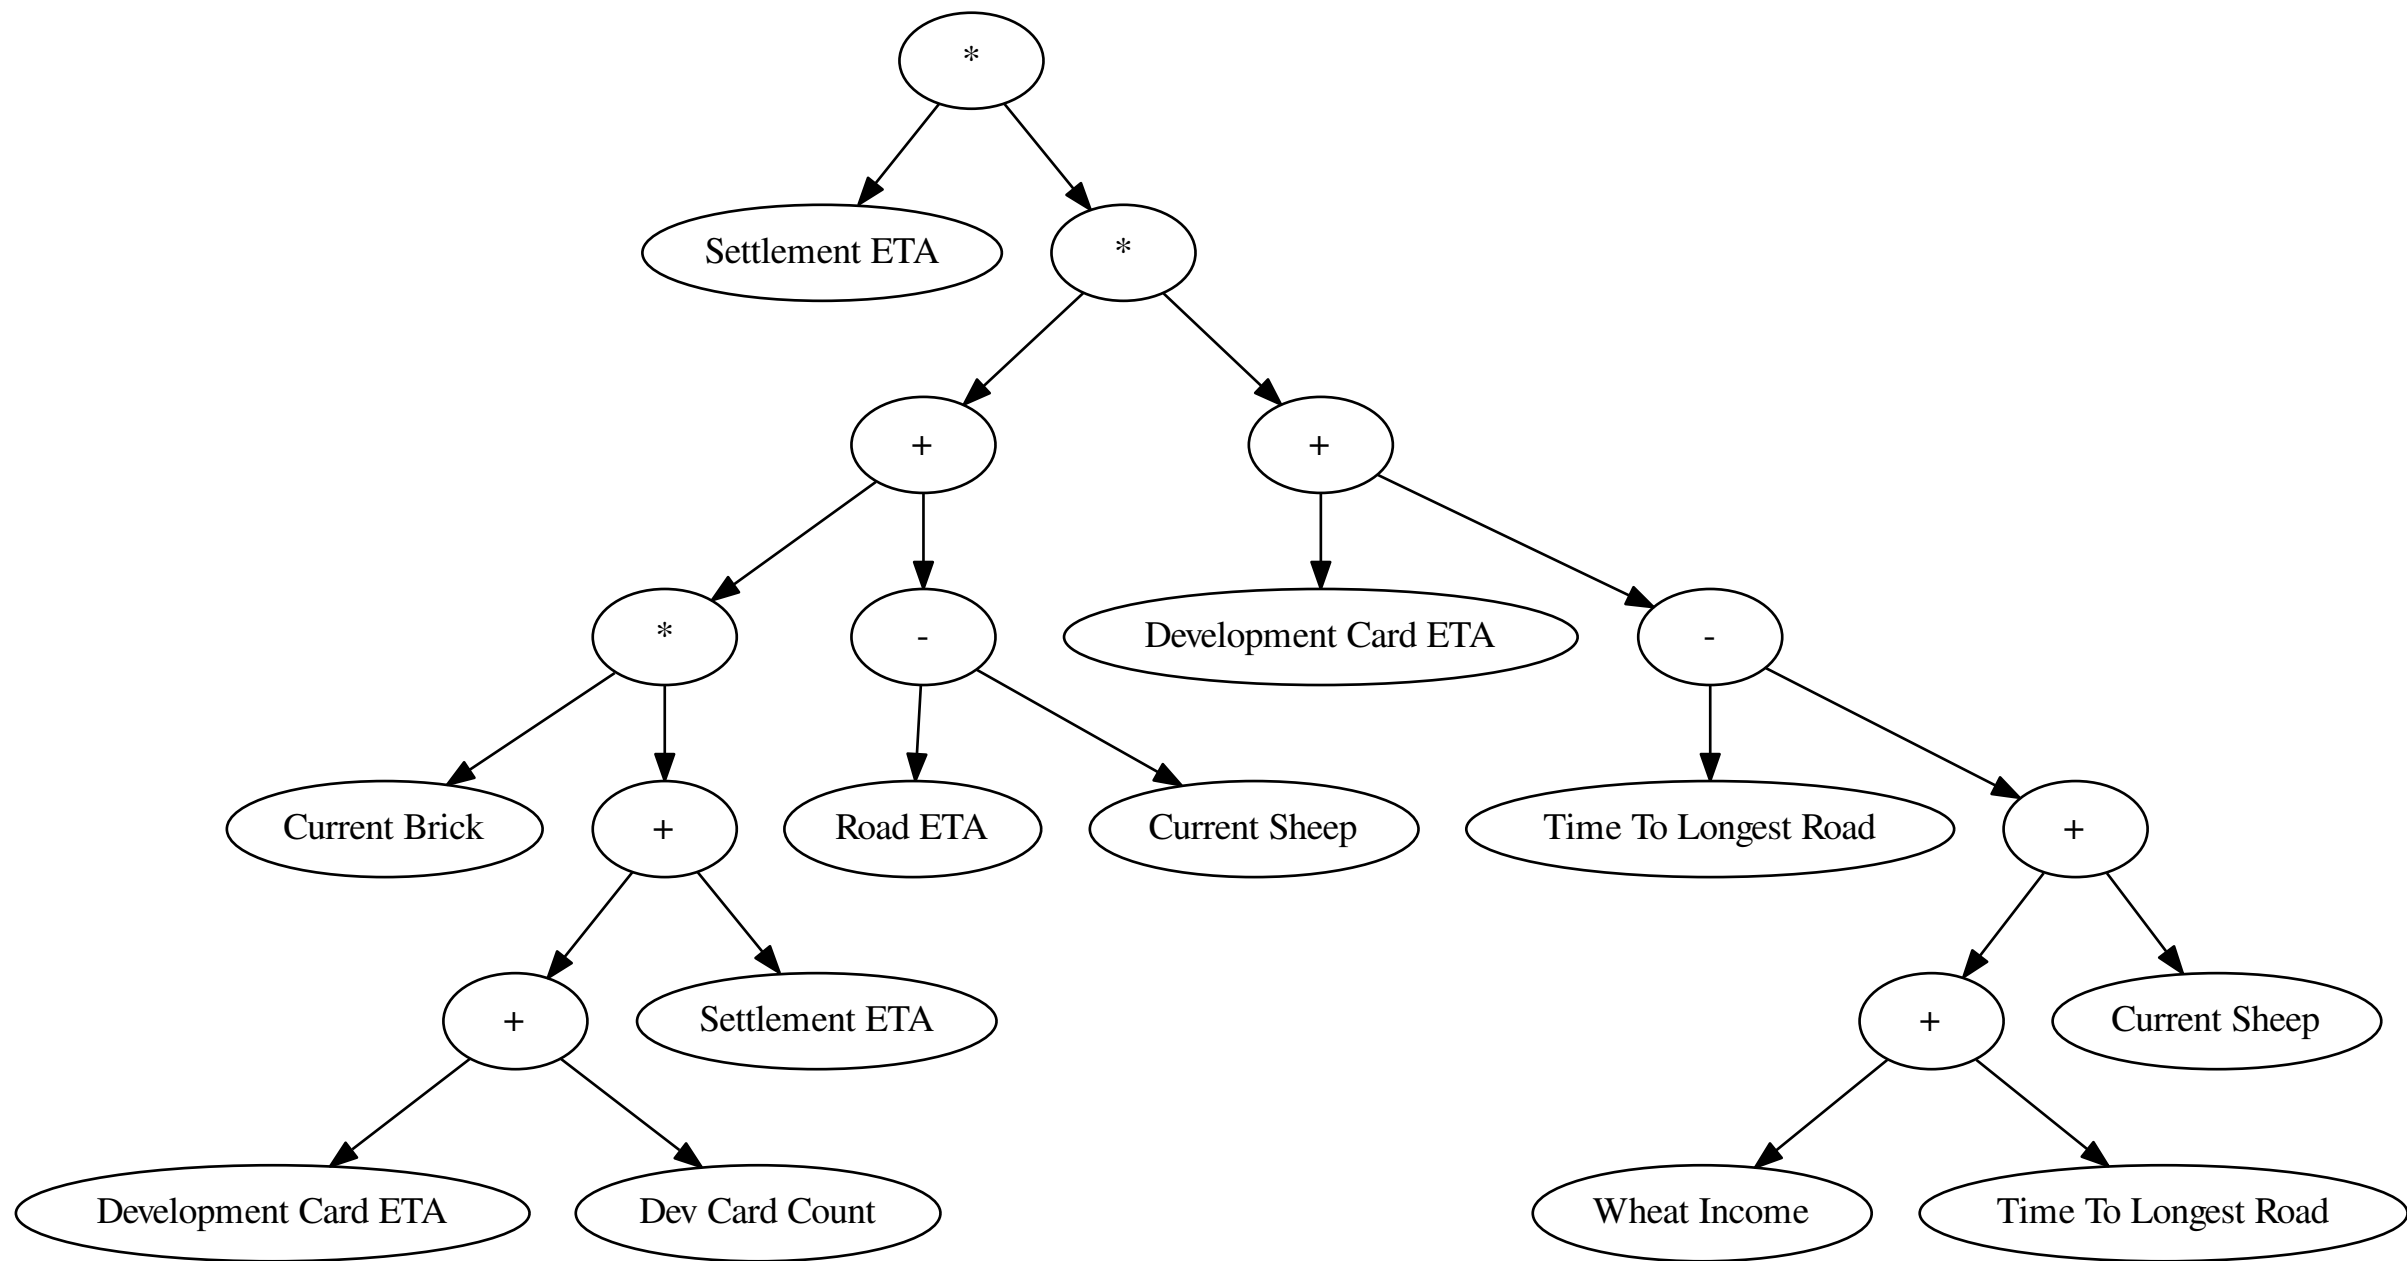 *
Settlement ETA
*
+
+
*
-
Development Card ETA
-
Current Brick
+
Road ETA
Current Sheep
Time To Longest Road
+
+
Settlement ETA
+
Current Sheep
Development Card ETA
Dev Card Count
Wheat Income
Time To Longest Road